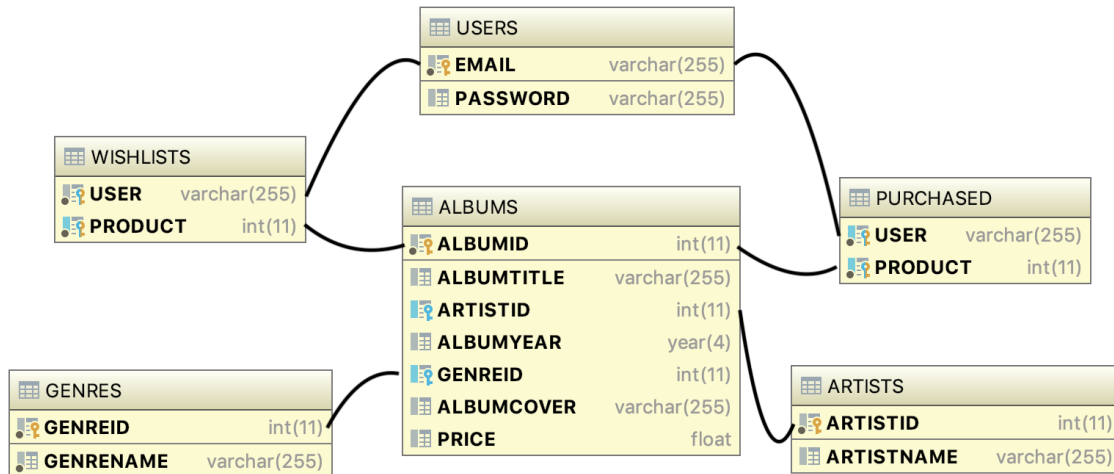 USERS
EMAIL varchar(255)
PASSWORD varchar(255)
WISHLISTS
USER varchar(255)
PRODUCT int(11)
ALBUMS
ALBUMID int(11)
ALBUMTITLE varchar(255)
ARTISTID int(11)
ALBUMYEAR year(4)
GENREID int(11)
ALBUMCOVER varchar(255)
PRICE float
PURCHASED
USER varchar(255)
PRODUCT int(11)
GENRES
GENREID int(11)
GENRENAME varchar(255)
ARTISTS
ARTISTID int(11)
ARTISTNAME varchar(255)